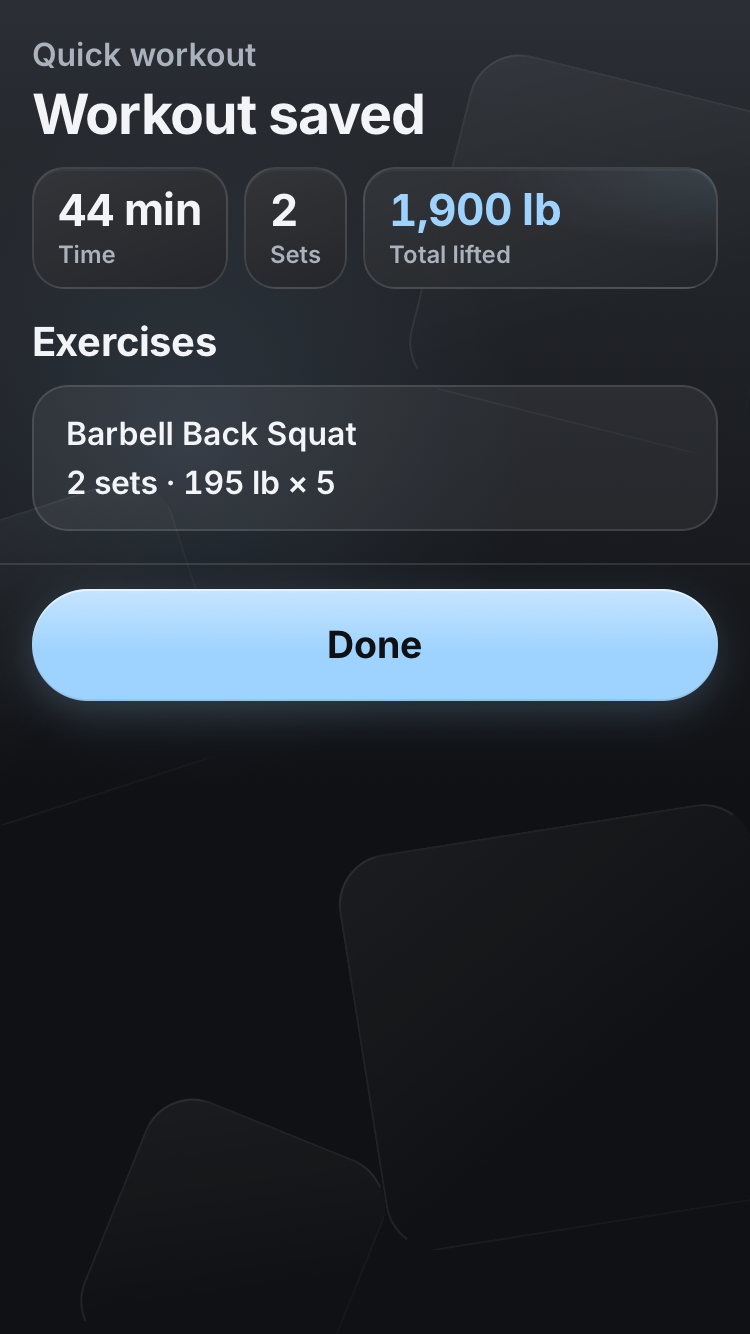 Quick workout
Workout saved
44 min
Time
2
Sets
1,900 lb
Total lifted
Exercises
Barbell Back Squat
2 sets · 195 lb × 5
Done